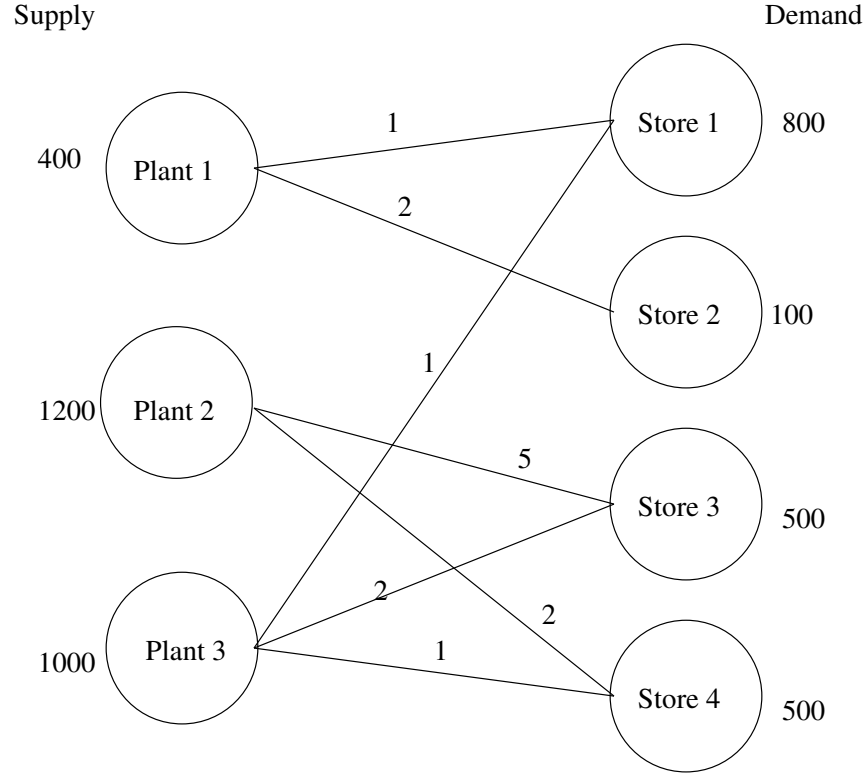 Supply
Demand
1
Store 1
800
400
Plant 1
2
Store 2
100
1
1200
Plant 2
5
Store 3
500
2
2
1
1000
Plant 3
Store 4
500